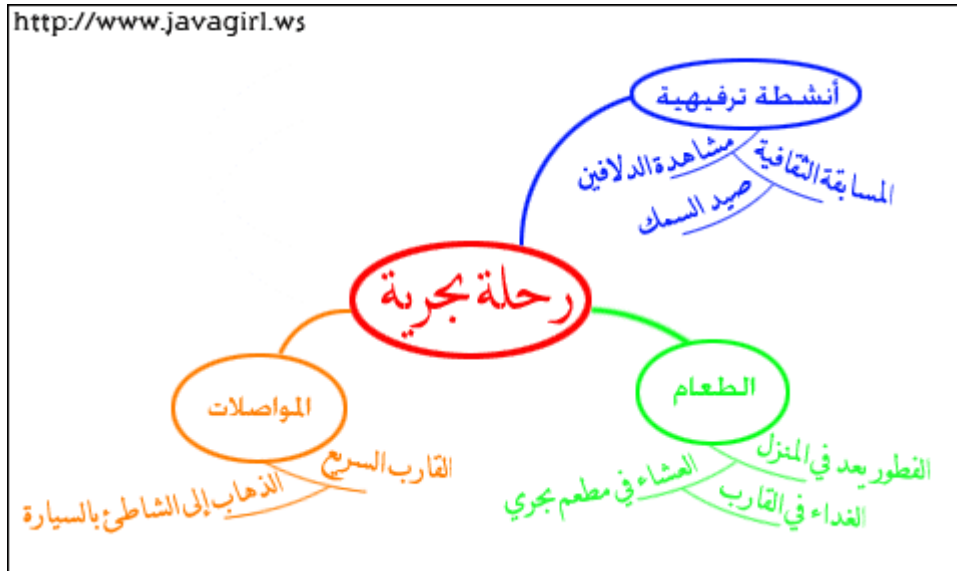 http://www.javagirl.ws
أنشطة ترفيهية
المسابقة الثقافية
مشاهدة الدلافين
صيد السمك
رحلة بحرية
الطعام
الفطور يعد في المنزل
العشاء في مطعم بحري
الغداء في القارب
المواصلات
القارب السريع
الذهاب إلى الشاطئ بالسيارة